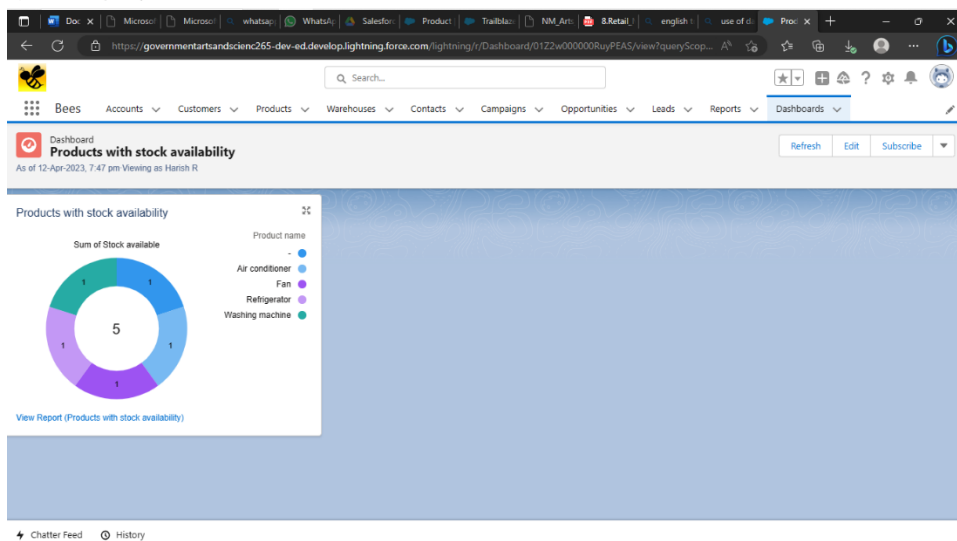 Doc
Microsof
Microsof
whatsap
WhatsAp
Salesforc
Product
Trailblaz
NM_Arts
8.Retail_
english t
use of da
Proc
https://governmentartsandscienc265-dev-ed.develop.lightning.force.com/lightning/r/Dashboard/01Z2w000000RuyPEAS/view?queryScop...
Search...
Bees
Accounts
Customers
Products
Warehouses
Contacts
Campaigns
Opportunities
Leads
Reports
Dashboards
Dashboard
Products with stock availability
As of 12-Apr-2023, 7:47 pm·Viewing as Harish R
Refresh
Edit
Subscribe
Products with stock availability
Sum of Stock available
1
1
1
1
1
5
Product name
-
Air conditioner
Fan
Refrigerator
Washing machine
View Report (Products with stock availability)
Chatter Feed
History